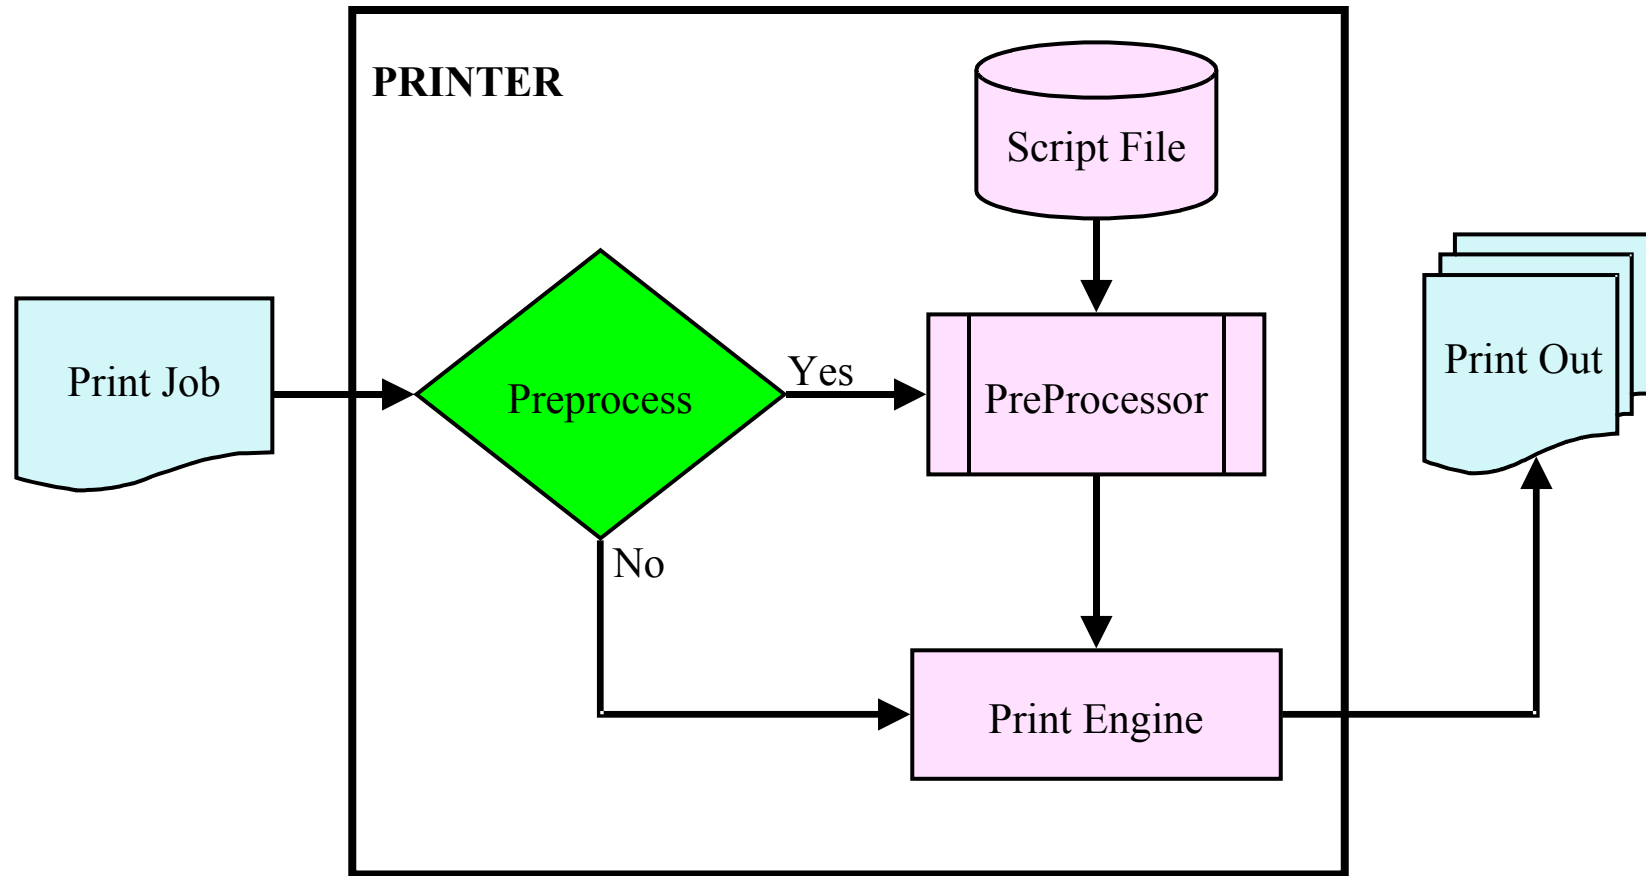 PRINTER
Script File
Print Job
Preprocess
Yes
PreProcessor
Print Out
No
Print Engine